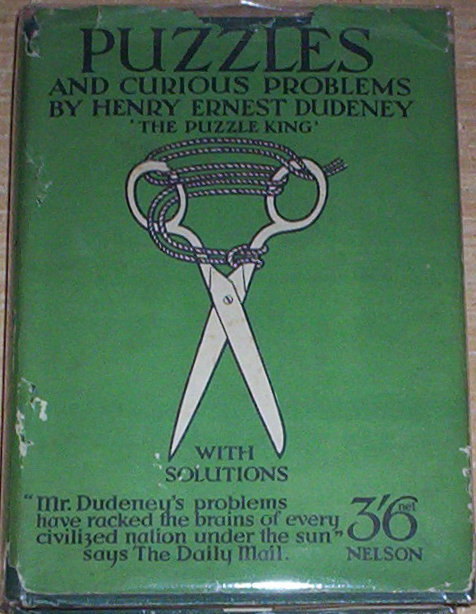 PUZZLES
AND CURIOUS PROBLEMS
BY HENRY ERNEST DUDENEY
'THE PUZZLE KING'
WITH
SOLUTIONS
"Mr. Dudeney's problems
have racked the brains of every
civilized nation under the sun"
says The Daily Mail.
3/6 net
NELSON